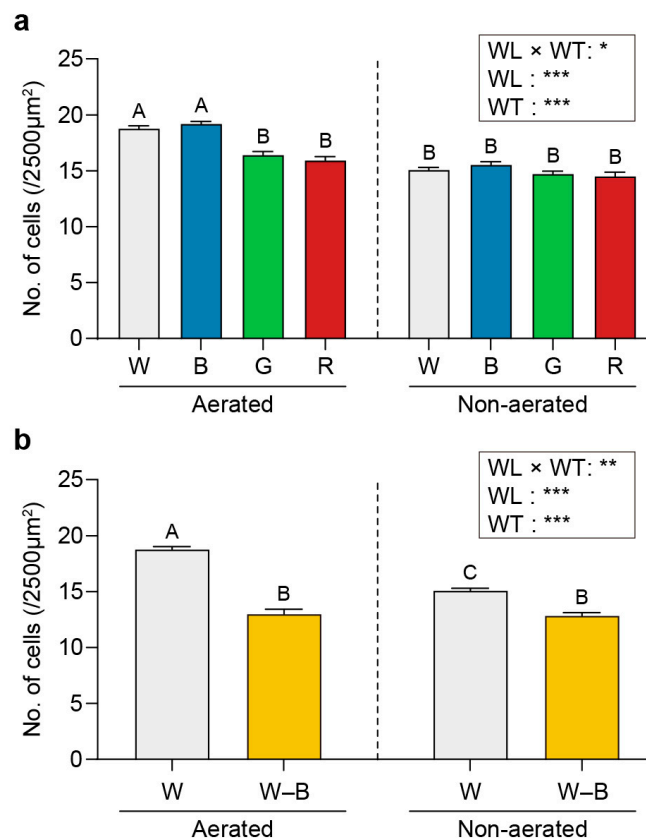 a
WL × WT: *
WL : ***
WT : ***
No. of cells (/2500µm²)
25
20
15
10
5
0
A A B B B B B B
W B G R W B G R
Aerated Non-aerated
b
WL × WT: **
WL : ***
WT : ***
No. of cells (/2500µm²)
25
20
15
10
5
0
A B C B
W W–B W W–B
Aerated Non-aerated